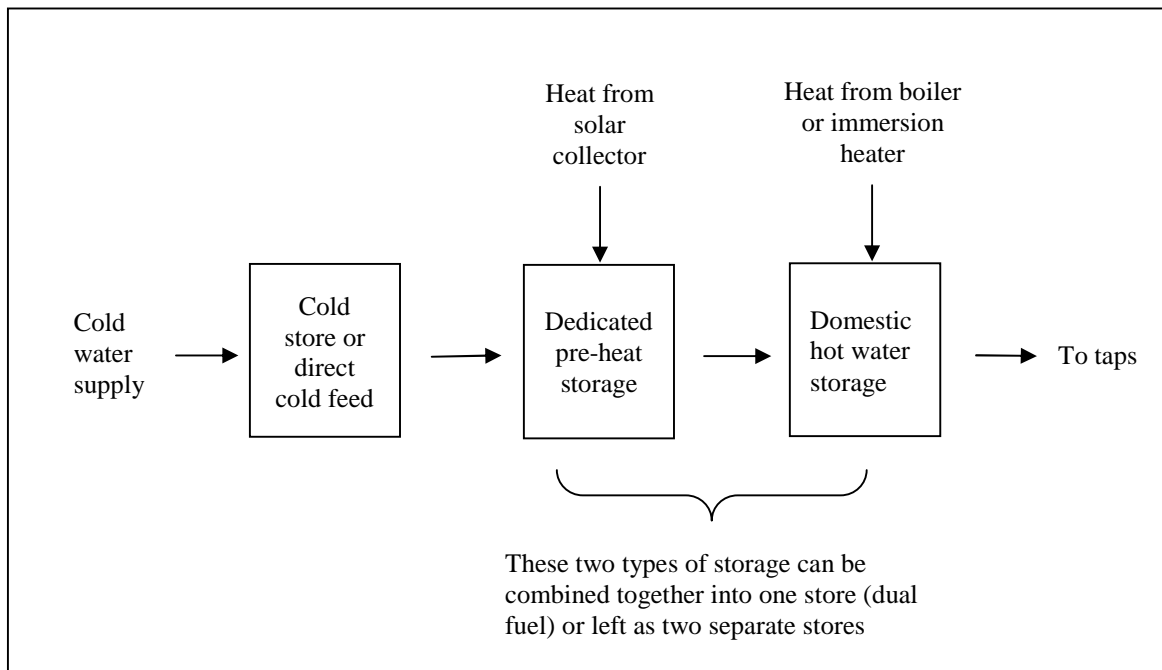 Heat from
solar
collector
Heat from boiler
or immersion
heater
Cold
water
supply
Cold
store or
direct
cold feed
Dedicated
pre-heat
storage
Domestic
hot water
storage
To taps
These two types of storage can be
combined together into one store (dual
fuel) or left as two separate stores